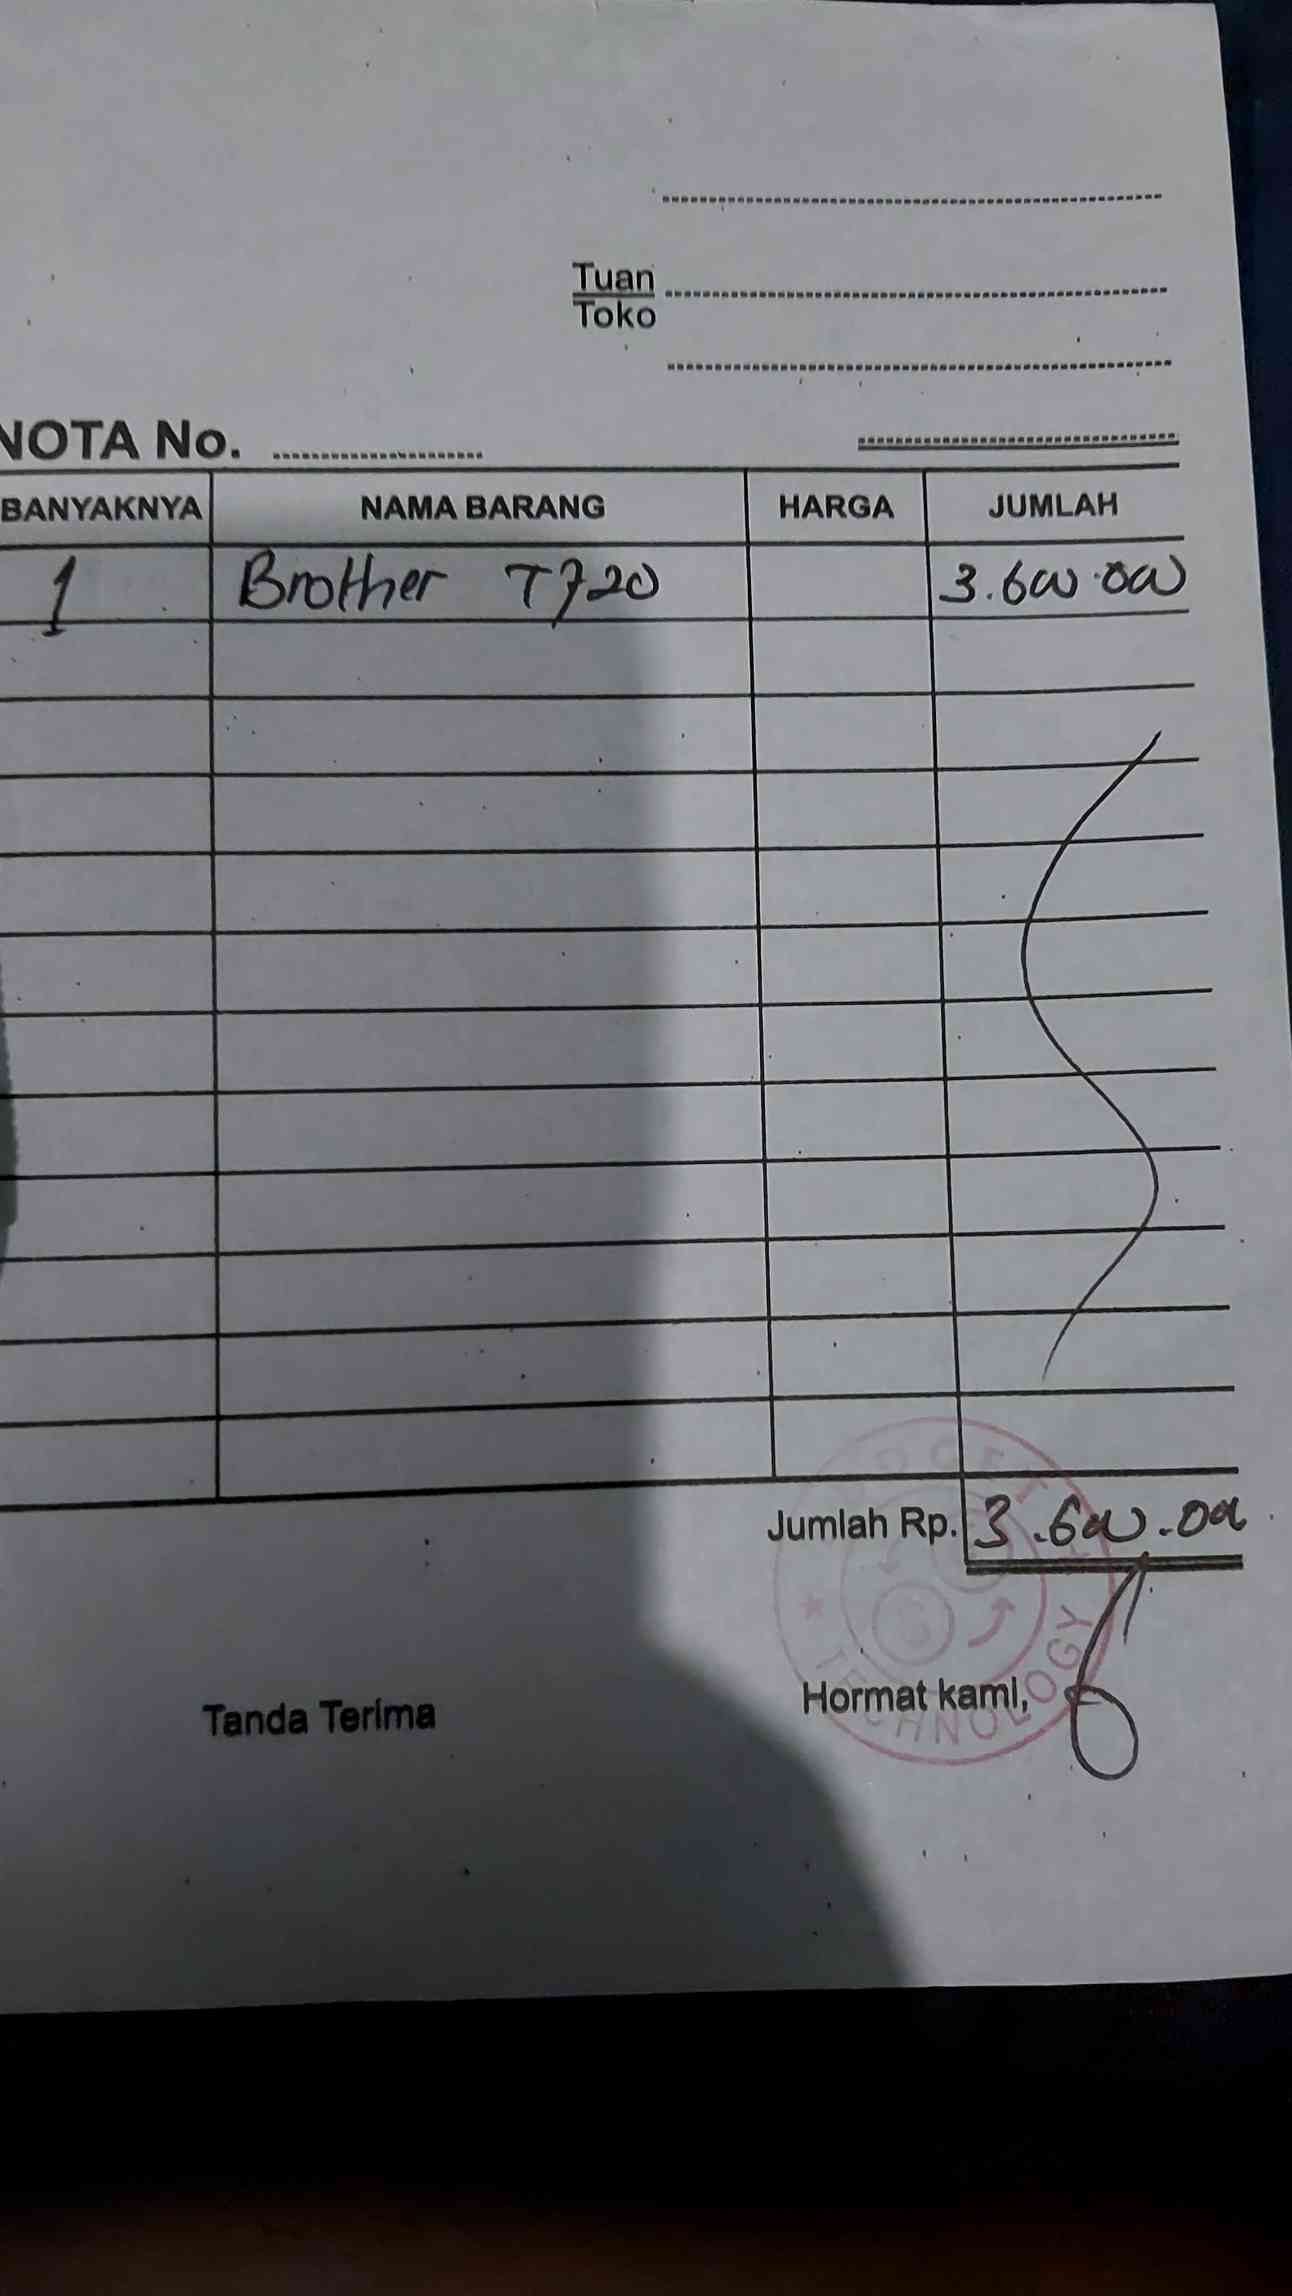 Tuan
Toko
NOTA No.
BANYAKNYA NAMA BARANG HARGA JUMLAH
1 Brother T720 3.600.000
Jumlah Rp. 3.600.000
Tanda Terima Hormat kami,
TECHNOLOGY